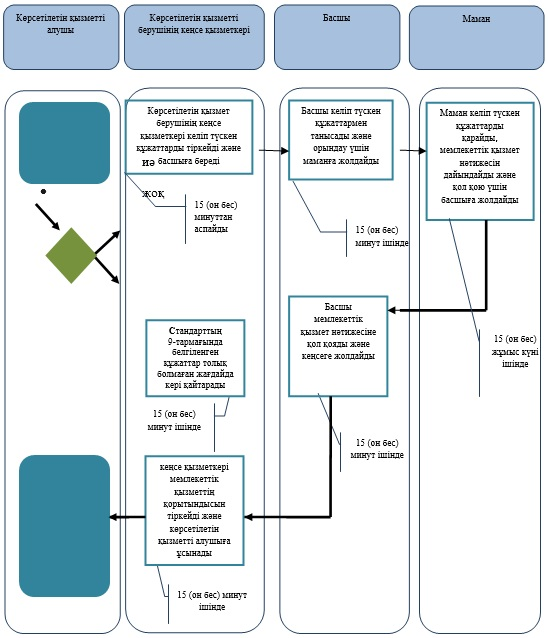 Көрсетілетін қызметті
алушы
Көрсетілетін қызметті
берушінің кеңсе қызметкері
Басшы
Маман
Көрсетілетін қызмет
берушінің кеңсе
қызметкері келіп түскен
құжаттарды тіркейді және
иә басшыға береді
жоқ
15 (он бес)
минуттан
аспайды
Басшы келіп түскен
құжаттармен
танысады және
орындау үшін
маманға жолдайды
15 (он бес)
минут ішінде
Маман келіп түскен
құжаттарды
қарайды,
мемлекеттік қызмет
нәтижесін
дайындайды және
қол қою үшін
басшыға жолдайды
15 (он бес)
жұмыс күні
ішінде
Басшы
мемлекеттік
қызмет нәтижесіне
қол қояды және
кеңсеге жолдайды
15 (он бес)
минут ішінде
Стандарттың
9-тармағында
белгіленген
құжаттар толық
болмаған жағдайда
кері қайтарады
15 (он бес)
минут ішінде
кеңсе қызметкері
мемлекеттік
қызметтің
қорытындысын
тіркейді және
көрсетілетін
қызметті алушыға
ұсынады
15 (он бес) минут
ішінде